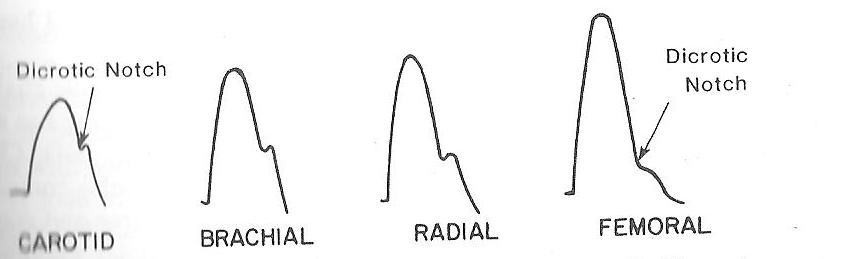 Dicrotic Notch
Dicrotic
Notch
CAROTID
BRACHIAL
RADIAL
FEMORAL